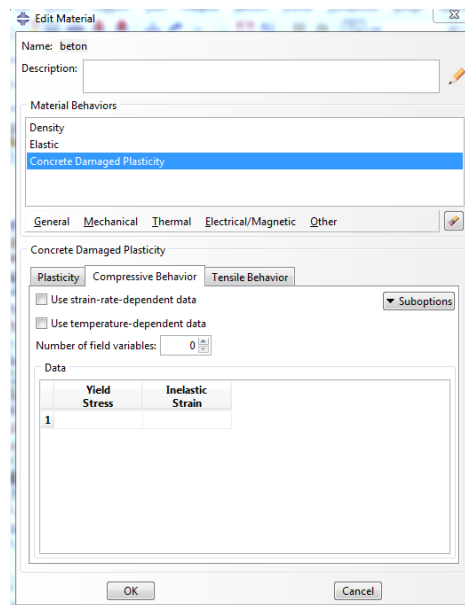 Edit Material
Name: beton
Description:
Material Behaviors
Density
Elastic
Concrete Damaged Plasticity
General Mechanical Thermal Electrical/Magnetic Other
Concrete Damaged Plasticity
Plasticity Compressive Behavior Tensile Behavior
Use strain-rate-dependent data
Suboptions
Use temperature-dependent data
Number of field variables: 0
Data
Yield Stress Inelastic Strain
1
OK Cancel